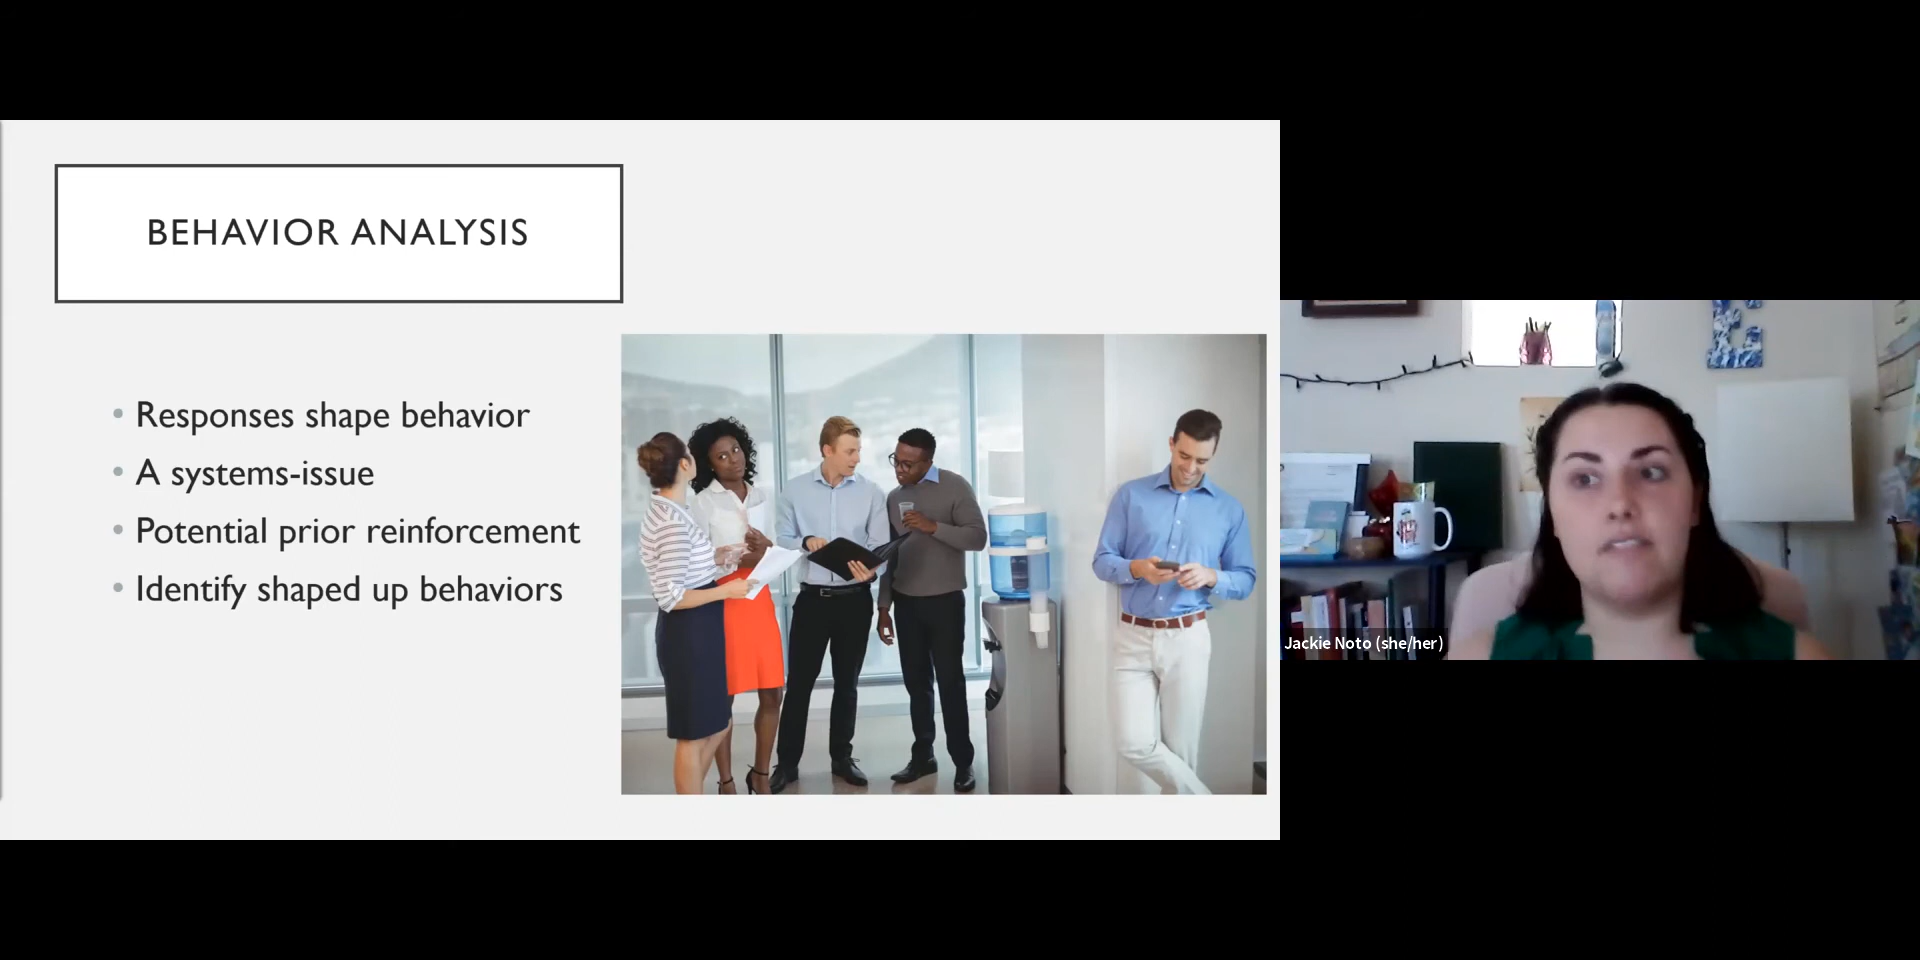 BEHAVIOR ANALYSIS
Responses shape behavior
A systems-issue
Potential prior reinforcement
Identify shaped up behaviors
Jackie Noto (she/her)